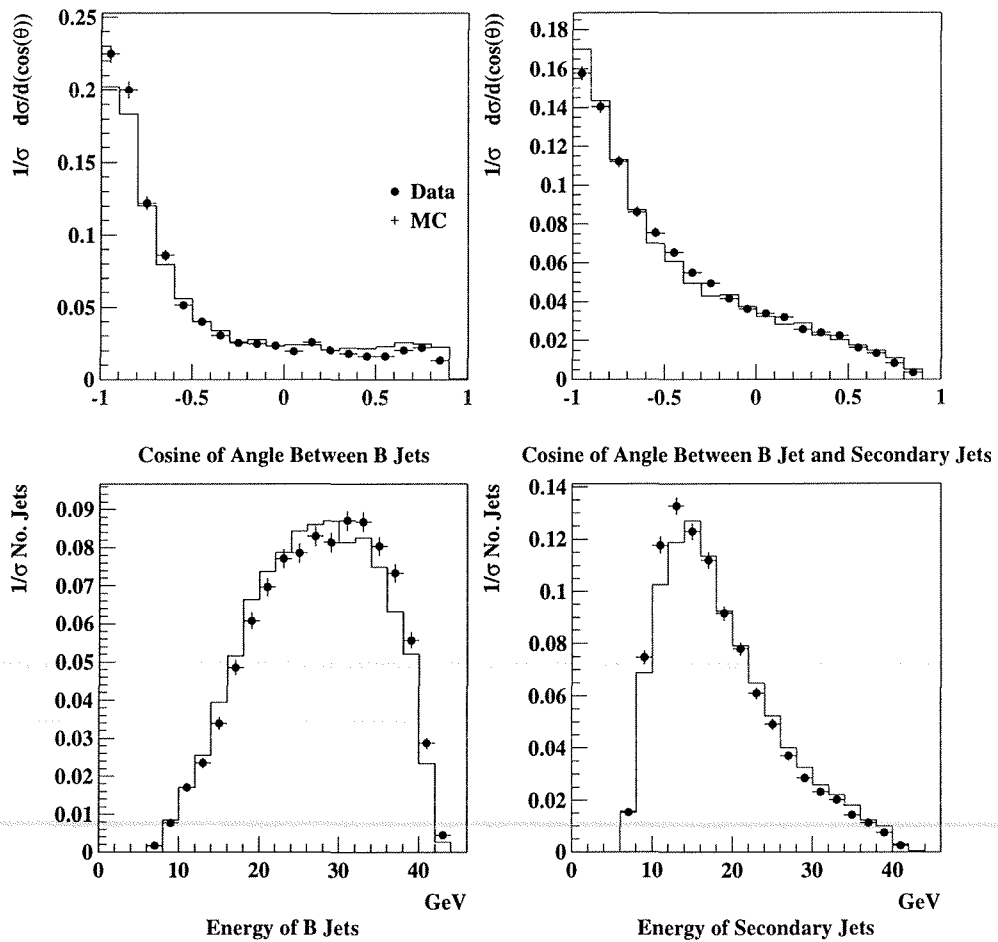 1/σ dσ/d(cos(θ))
0.25
0.2
0.15
0.1
0.05
0
-1 -0.5 0 0.5 1
● Data
+ MC
Cosine of Angle Between B Jets
1/σ dσ/d(cos(θ))
0.18
0.16
0.14
0.12
0.1
0.08
0.06
0.04
0.02
0
-1 -0.5 0 0.5 1
Cosine of Angle Between B Jet and Secondary Jets
1/σ No. Jets
0.09
0.08
0.07
0.06
0.05
0.04
0.03
0.02
0.01
0
0 10 20 30 40
GeV
Energy of B Jets
1/σ No. Jets
0.14
0.12
0.1
0.08
0.06
0.04
0.02
0
0 10 20 30 40
GeV
Energy of Secondary Jets